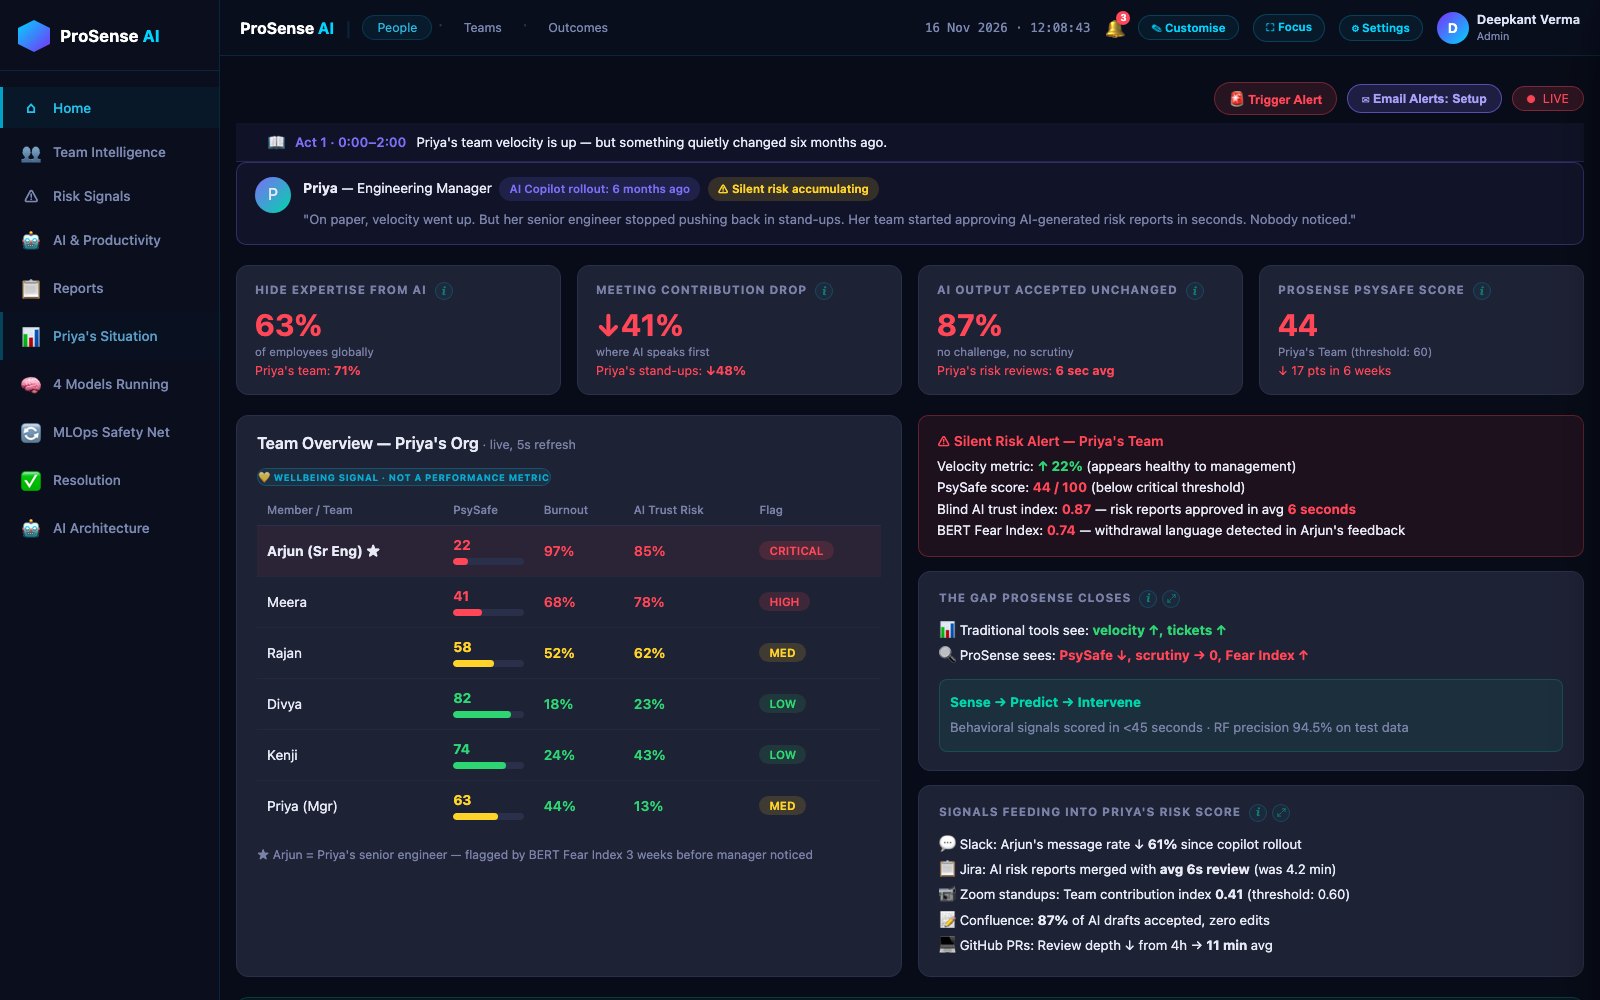 ProSense AI
Home
Team Intelligence
Risk Signals
AI & Productivity
Reports
Priya's Situation
4 Models Running
MLOps Safety Net
Resolution
AI Architecture
ProSense AI | People · Teams · Outcomes
16 Nov 2026 · 12:08:43
3
Customise
Focus
Settings
D
Deepkant Verma
Admin
Trigger Alert
Email Alerts: Setup
LIVE
Act 1 · 0:00–2:00 Priya's team velocity is up — but something quietly changed six months ago.
P
Priya — Engineering Manager AI Copilot rollout: 6 months ago ⚠ Silent risk accumulating
"On paper, velocity went up. But her senior engineer stopped pushing back in stand-ups. Her team started approving AI-generated risk reports in seconds. Nobody noticed."
HIDE EXPERTISE FROM AI i
63%
of employees globally
Priya's team: 71%
MEETING CONTRIBUTION DROP i
↓41%
where AI speaks first
Priya's stand-ups: ↓48%
AI OUTPUT ACCEPTED UNCHANGED i
87%
no challenge, no scrutiny
Priya's risk reviews: 6 sec avg
PROSENSE PSYSAFE SCORE i
44
Priya's Team (threshold: 60)
↓ 17 pts in 6 weeks
Team Overview — Priya's Org · live, 5s refresh
WELLBEING SIGNAL · NOT A PERFORMANCE METRIC
Member / Team PsySafe Burnout AI Trust Risk Flag
Arjun (Sr Eng) ★ 22 97% 85% CRITICAL
Meera 41 68% 78% HIGH
Rajan 58 52% 62% MED
Divya 82 18% 23% LOW
Kenji 74 24% 43% LOW
Priya (Mgr) 63 44% 13% MED
★ Arjun = Priya's senior engineer — flagged by BERT Fear Index 3 weeks before manager noticed
⚠ Silent Risk Alert — Priya's Team
Velocity metric: ↑ 22% (appears healthy to management)
PsySafe score: 44 / 100 (below critical threshold)
Blind AI trust index: 0.87 — risk reports approved in avg 6 seconds
BERT Fear Index: 0.74 — withdrawal language detected in Arjun's feedback
THE GAP PROSENSE CLOSES i
Traditional tools see: velocity ↑, tickets ↑
ProSense sees: PsySafe ↓, scrutiny → 0, Fear Index ↑
Sense → Predict → Intervene
Behavioral signals scored in <45 seconds · RF precision 94.5% on test data
SIGNALS FEEDING INTO PRIYA'S RISK SCORE i
Slack: Arjun's message rate ↓ 61% since copilot rollout
Jira: AI risk reports merged with avg 6s review (was 4.2 min)
Zoom standups: Team contribution index 0.41 (threshold: 0.60)
Confluence: 87% of AI drafts accepted, zero edits
GitHub PRs: Review depth ↓ from 4h → 11 min avg